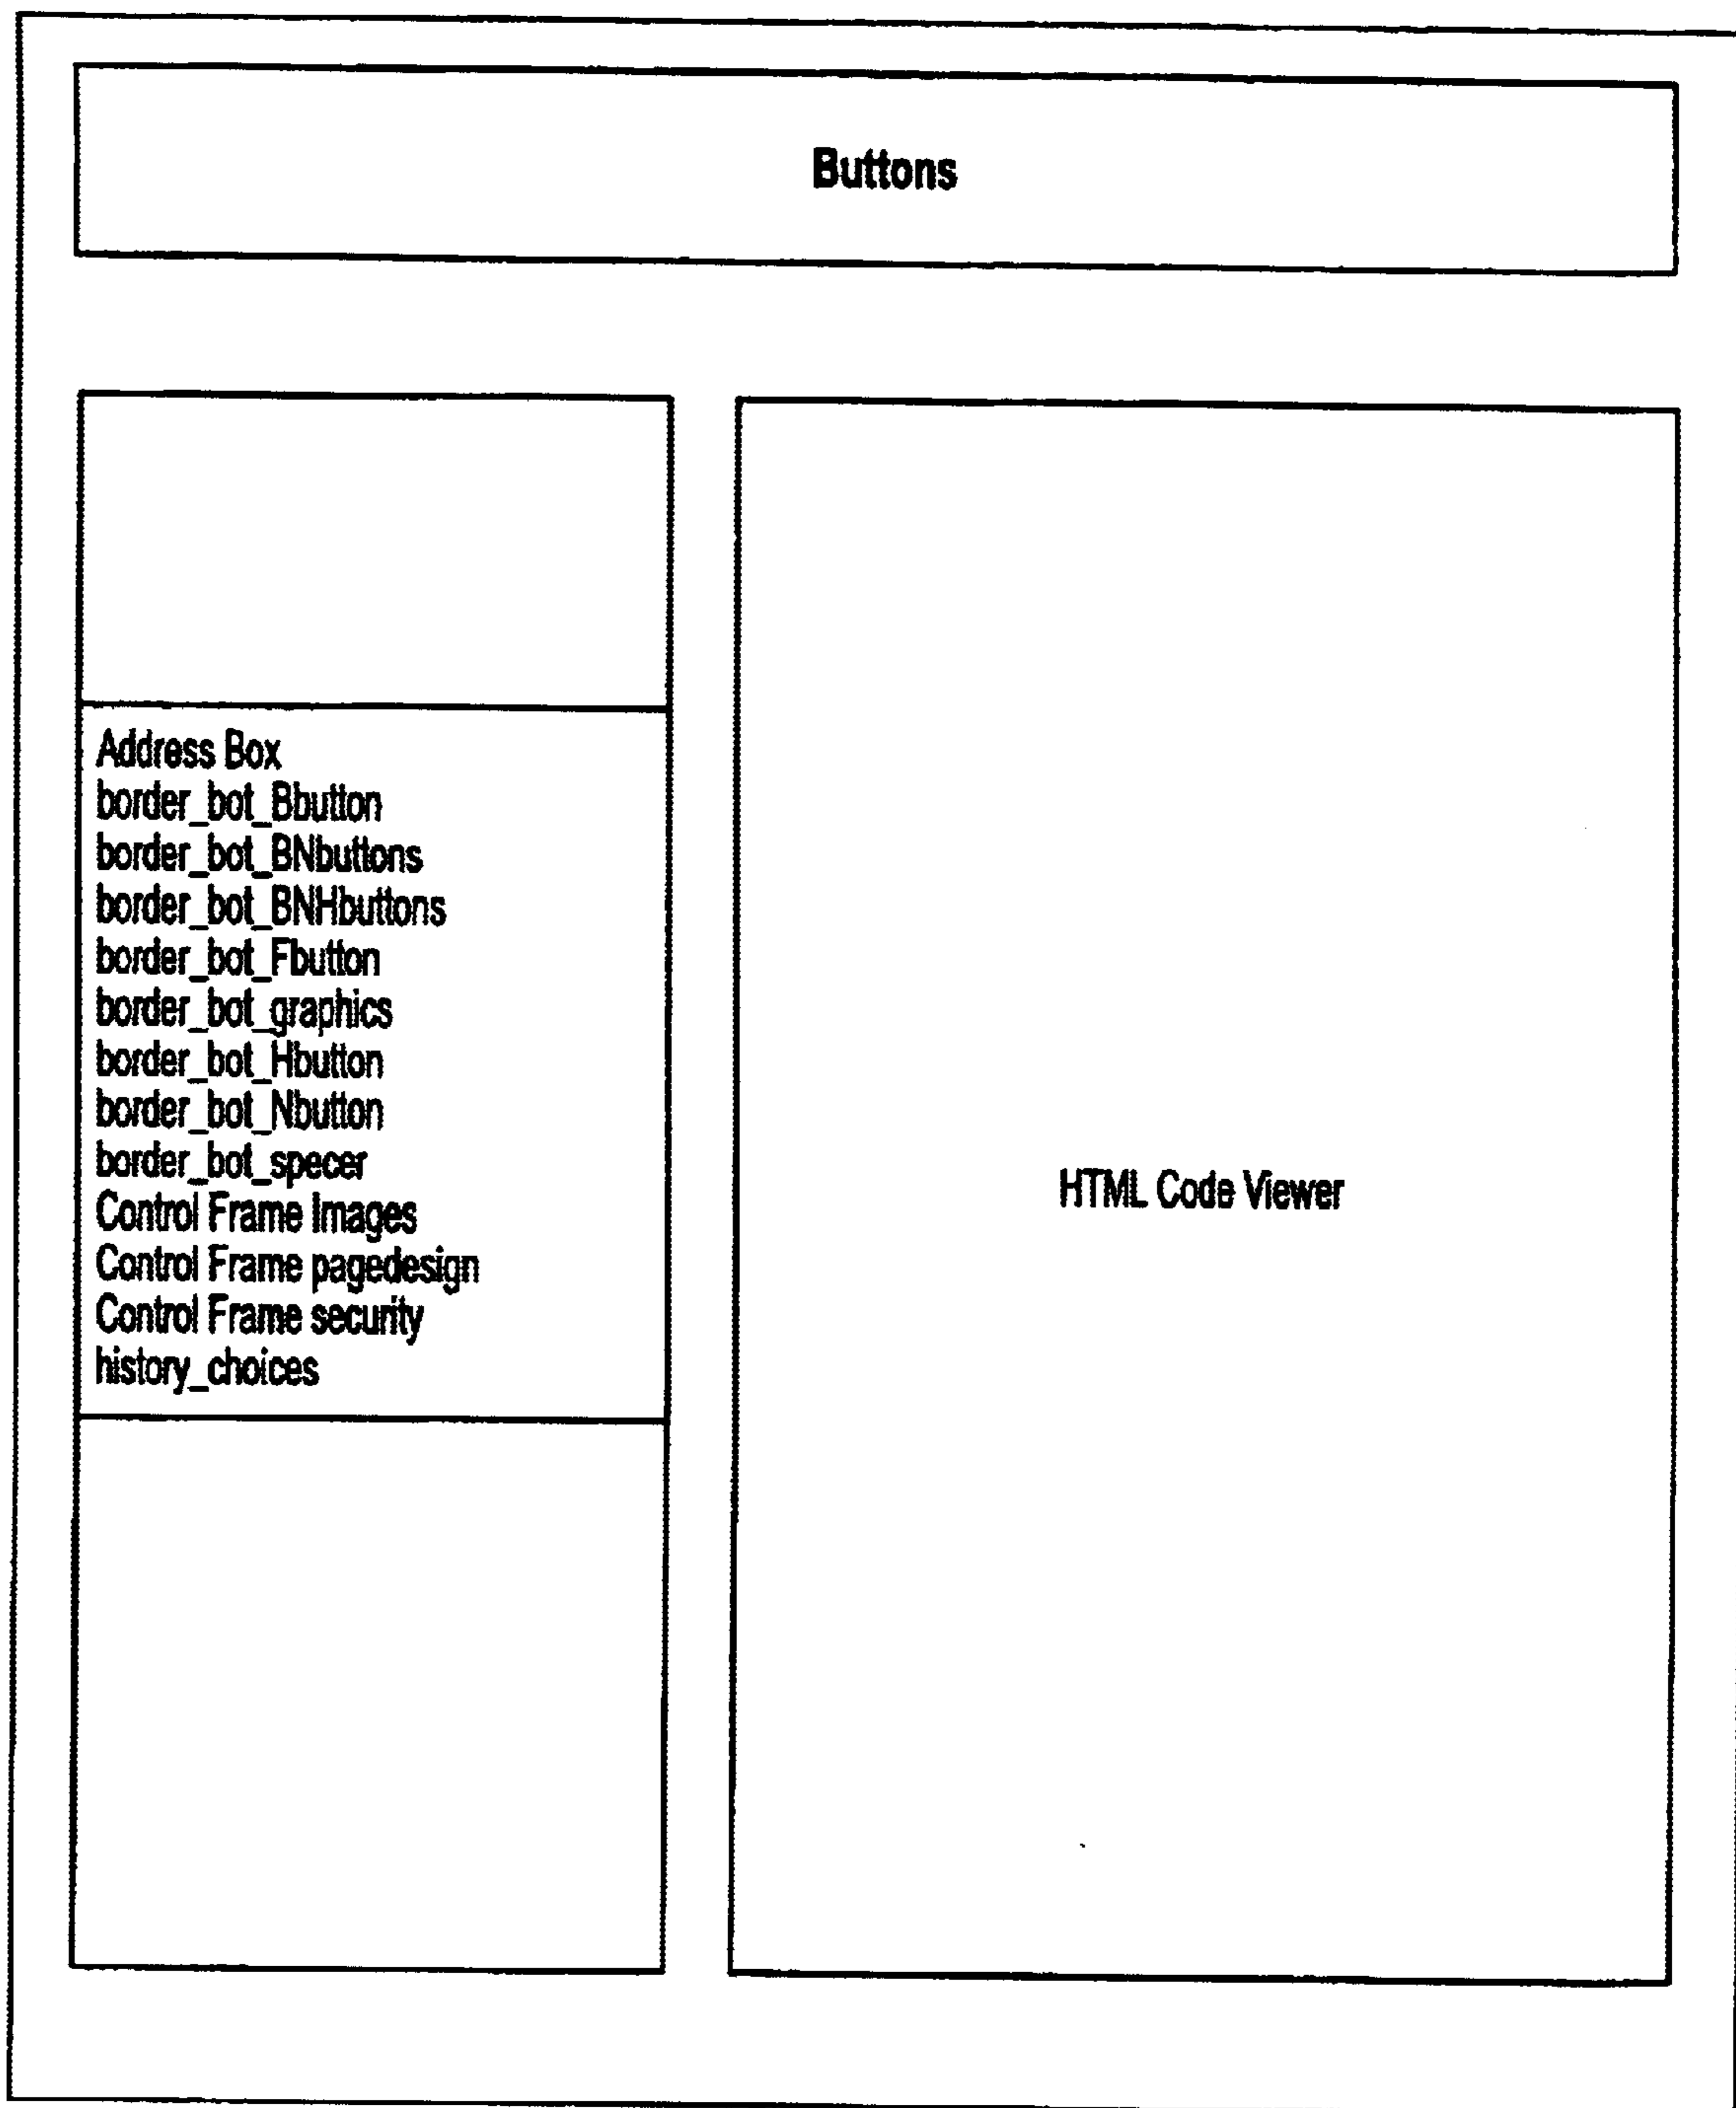 Buttons
Address Box
border_bot_Bbutton
border_bot_BNbuttons
border_bot_BNHbuttons
border_bot_Fbutton
border_bot_graphics
border_bot_Hbutton
border_bot_Nbutton
border_bot_specer
Control Frame Images
Control Frame pagedesign
Control Frame security
history_choices
HTML Code Viewer